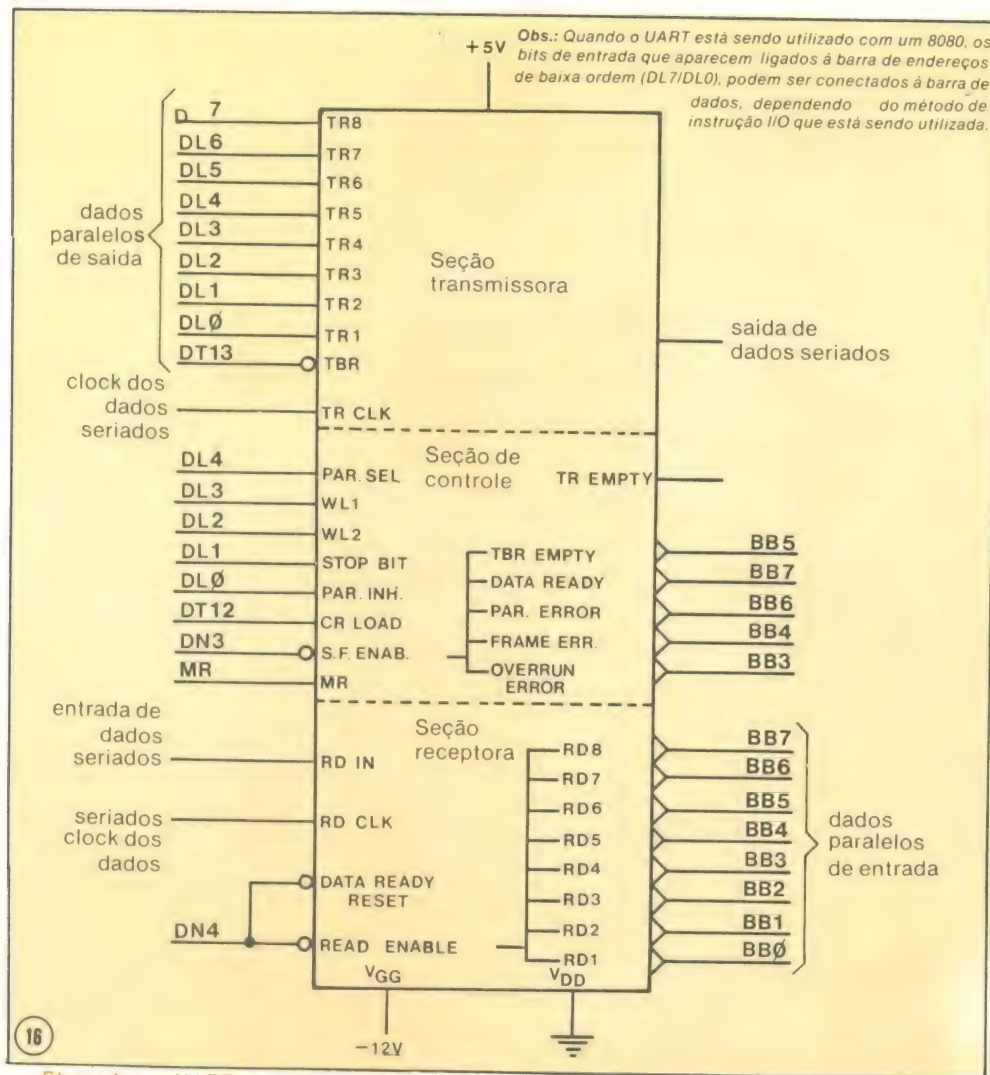 +5V
Obs.: Quando o UART está sendo utilizado com um 8080, os
bits de entrada que aparecem ligados à barra de endereços
de baixa ordem (DL7/DL0), podem ser conectados à barra de
dados, dependendo do método de
instrução I/O que está sendo utilizada.
D 7
TR8
DL6
TR7
DL5
TR6
DL4
TR5
DL3
TR4
DL2
TR3
DL1
TR2
DLØ
TR1
DT13
TBR
dados
paralelos
de saida
Seção
transmissora
saida de
dados seriados
clock dos
dados
seriados
TR CLK
Seção de
controle
TR EMPTY
DL4
PAR. SEL
DL3
WL1
DL2
WL2
DL1
STOP BIT
DLØ
PAR. INH.
DT12
CR LOAD
DN3
S.F. ENAB.
MR
MR
TBR EMPTY
BB5
DATA READY
BB7
PAR. ERROR
BB6
FRAME ERR.
BB4
OVERRUN
ERROR
BB3
entrada de
dados
seriados
RD IN
Seção
receptora
seriados
clock dos
dados
RD CLK
DATA READY
RESET
DN4
READ ENABLE
RD8
BB7
RD7
BB6
RD6
BB5
RD5
BB4
RD4
BB3
RD3
BB2
RD2
BB1
RD1
BBØ
dados
paralelos
de entrada
VGG
VDD
-12V
16